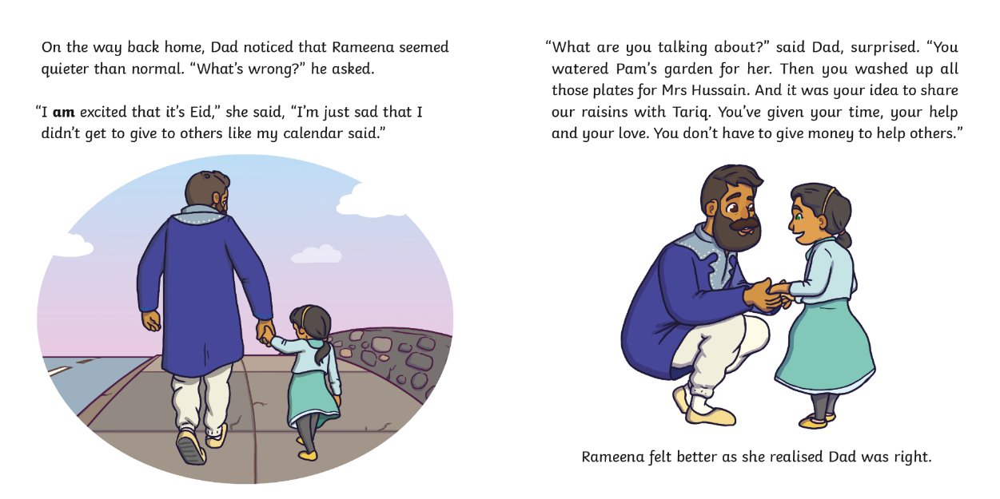 On the way back home, Dad noticed that Rameena seemed
quieter than normal. “What’s wrong?” he asked.
“I am excited that it’s Eid,” she said, “I’m just sad that I
didn’t get to give to others like my calendar said.”
“What are you talking about?” said Dad, surprised. “You
watered Pam’s garden for her. Then you washed up all
those plates for Mrs Hussain. And it was your idea to share
our raisins with Tariq. You’ve given your time, your help
and your love. You don’t have to give money to help others.”
Rameena felt better as she realised Dad was right.